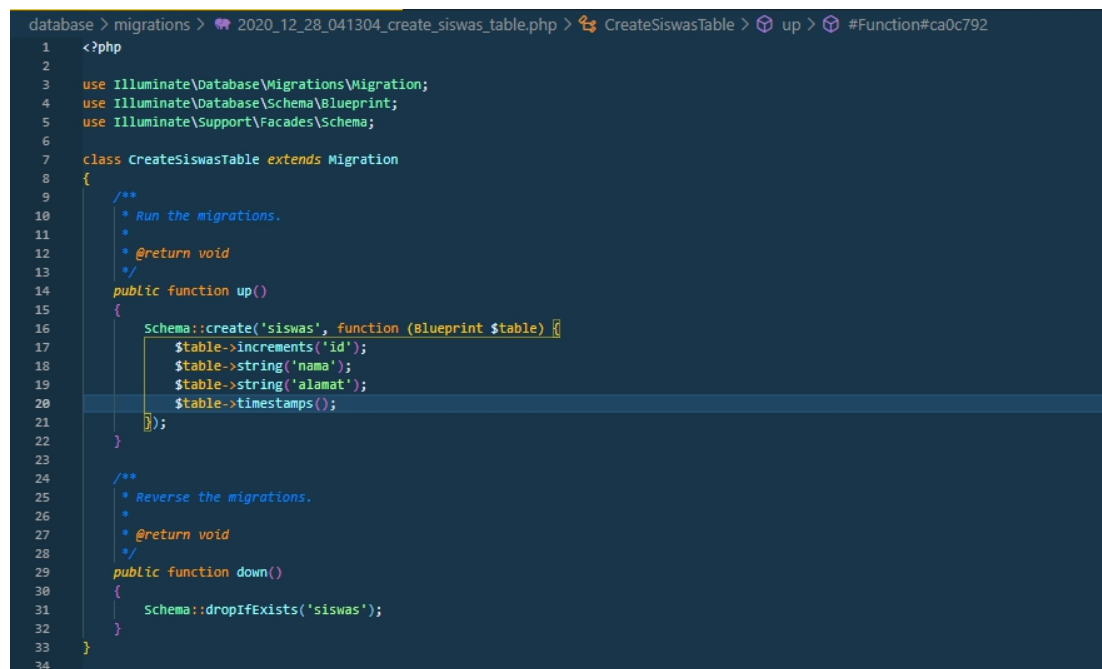 database > migrations > 2020_12_28_041304_create_siswas_table.php > CreateSiswasTable > up > #Function#ca0c792
1 <?php
2
3 use Illuminate\Database\Migrations\Migration;
4 use Illuminate\Database\Schema\Blueprint;
5 use Illuminate\Support\Facades\Schema;
6
7 class CreateSiswasTable extends Migration
8 {
9     /**
10      * Run the migrations.
11      *
12      * @return void
13      */
14     public function up()
15     {
16         Schema::create('siswas', function (Blueprint $table) {
17             $table->increments('id');
18             $table->string('nama');
19             $table->string('alamat');
20             $table->timestamps();
21         });
22     }
23
24     /**
25      * Reverse the migrations.
26      *
27      * @return void
28      */
29     public function down()
30     {
31         Schema::dropIfExists('siswas');
32     }
33 }
34